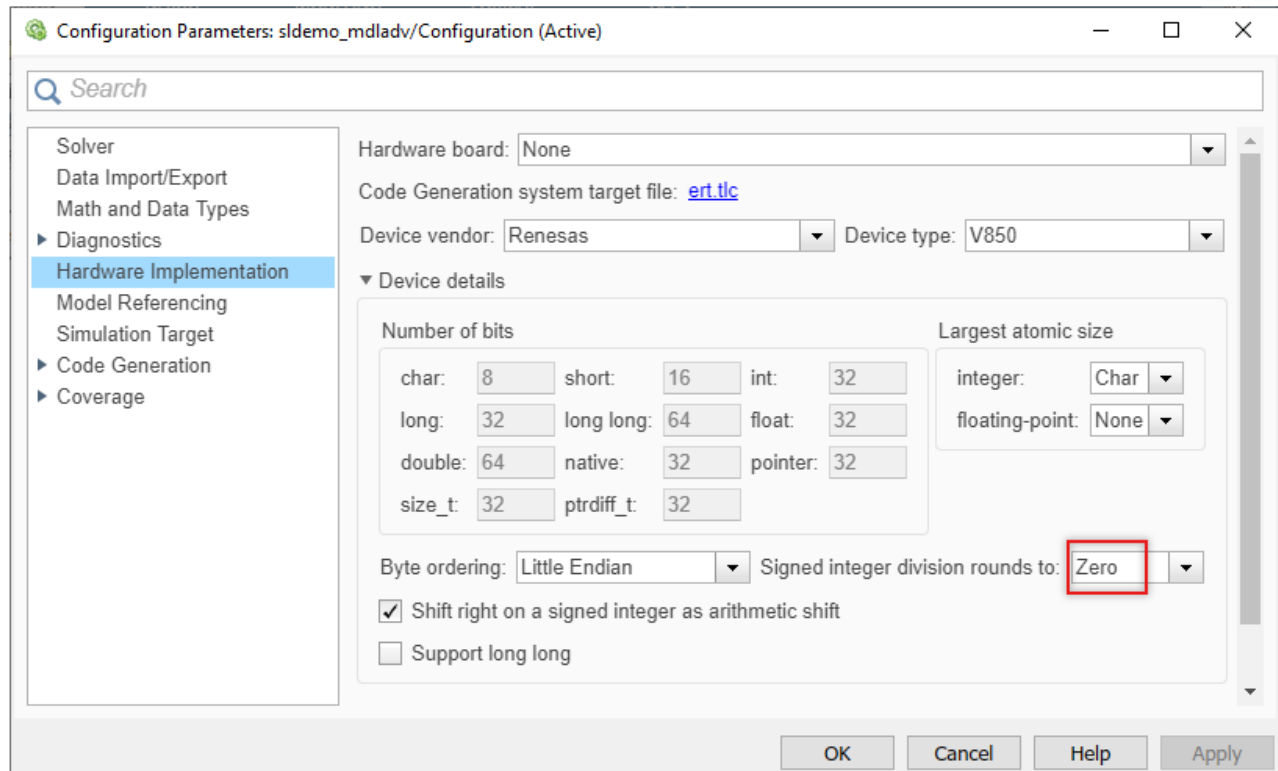 Configuration Parameters: sldemo_mdladv/Configuration (Active)
Search
Solver
Data Import/Export
Math and Data Types
Diagnostics
Hardware Implementation
Model Referencing
Simulation Target
Code Generation
Coverage
Hardware board: None
Code Generation system target file: ert.tlc
Device vendor: Renesas Device type: V850
Device details
Number of bits
char: 8 short: 16 int: 32
long: 32 long long: 64 float: 32
double: 64 native: 32 pointer: 32
size_t: 32 ptrdiff_t: 32
Largest atomic size
integer: Char
floating-point: None
Byte ordering: Little Endian Signed integer division rounds to: Zero
Shift right on a signed integer as arithmetic shift
Support long long
OK Cancel Help Apply